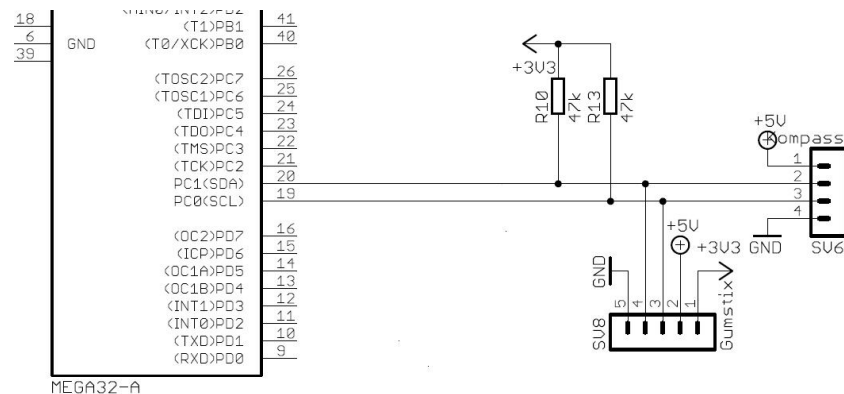 18
6
39
GND
(T1)PB1
(T0/XCK)PB0
(TOSC2)PC7
(TOSC1)PC6
(TDI)PC5
(TDO)PC4
(TMS)PC3
(TCK)PC2
PC1(SDA)
PC0(SCL)
(OC2)PD7
(ICP)PD6
(OC1A)PD5
(OC1B)PD4
(INT1)PD3
(INT0)PD2
(TXD)PD1
(RXD)PD0
41
40
26
25
24
23
22
21
20
19
16
15
14
13
12
11
10
9
MEGA32-A
+3V3
R10
47k
R13
47k
+5V
Kompass
1
2
3
4
GND
SV6
+5V
+3V3
GND
5
4
3
2
1
SV8
Gumstix